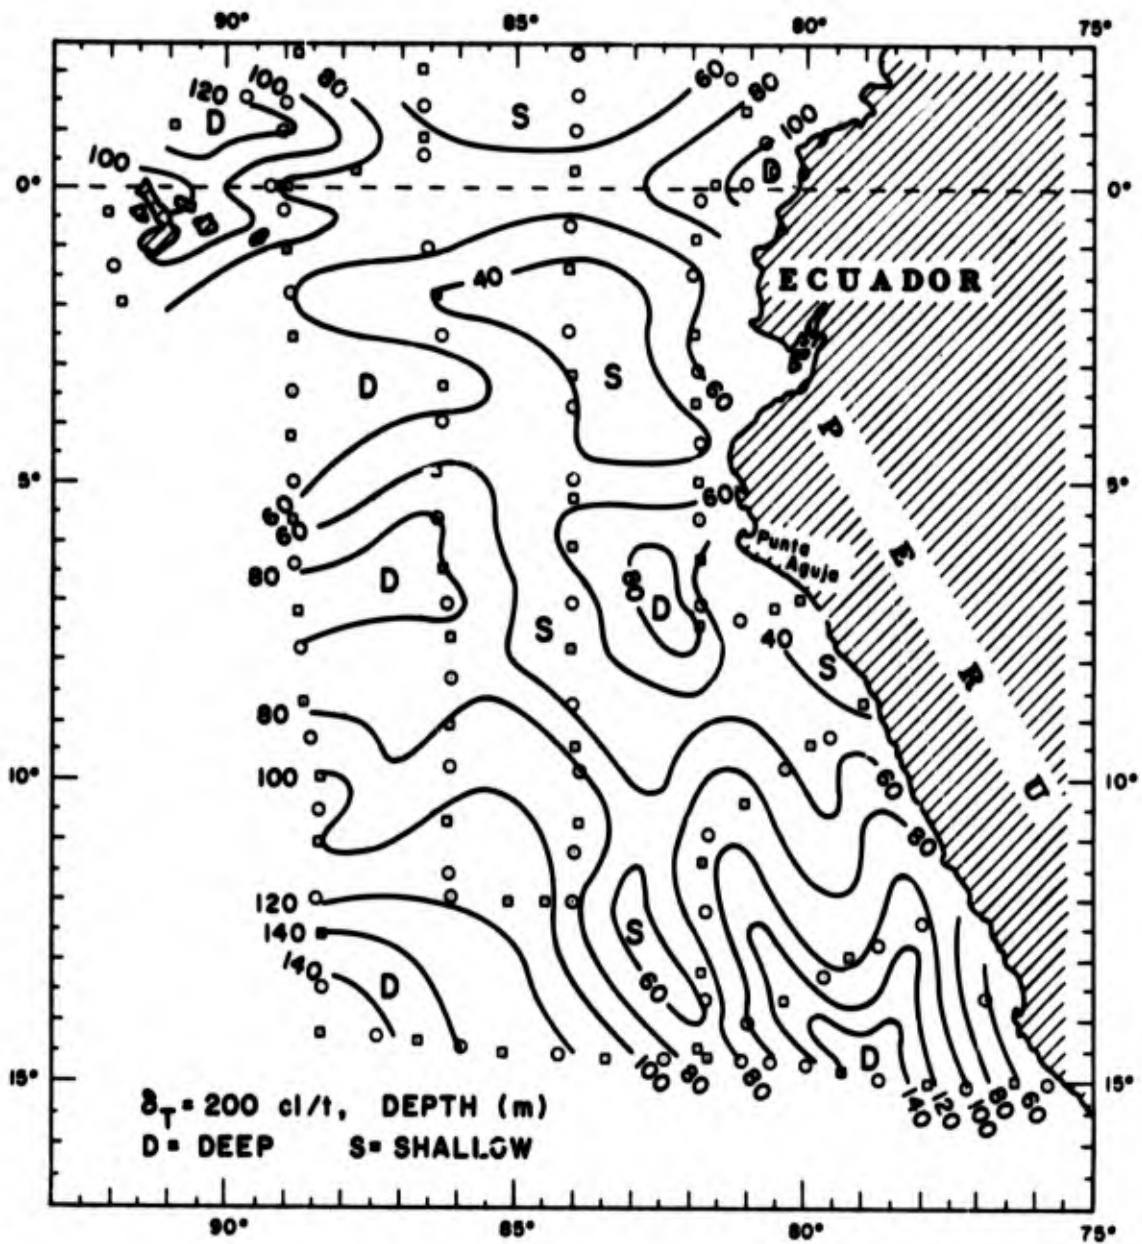 90° 85° 80° 75°
120 100 80 60 80 100
D S D
100
0° 0°
ECUADOR
40
D S
60
5° 60 5°
60
60
80 D 80 D S
Punta
Aguja
40 S
PERU
80
60
10° 100 10°
80
120
140 S
140 D 60
D
15° 100 80 80 60 140 120 100 80 60 15°
δT = 200 cl/t, DEPTH (m)
D = DEEP S = SHALLOW
90° 85° 80° 75°